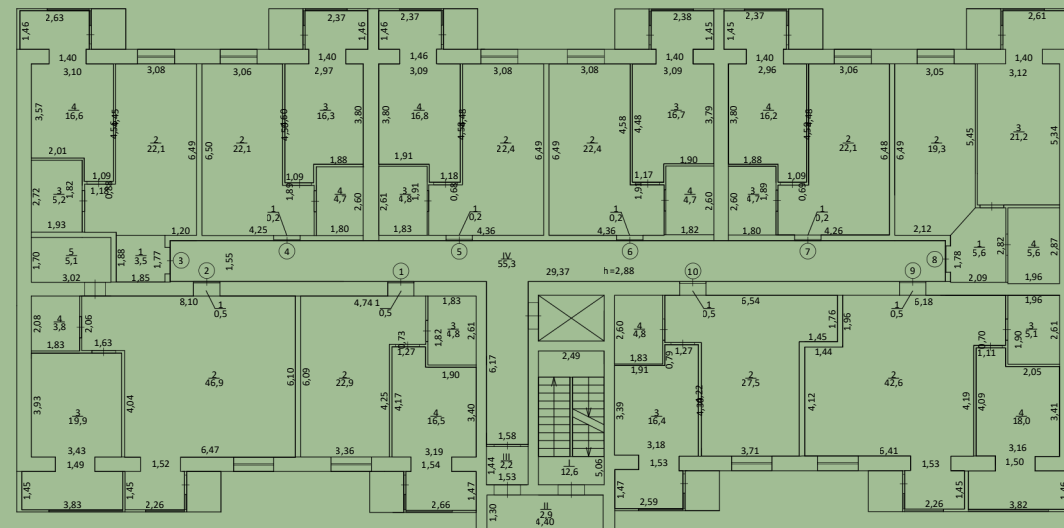 2,63 2,37 2,37 2,38 2,37 2,61
1,46 1,46 1,46 1,45 1,45 1,45
1,40 1,40 1,46 1,40 1,40 1,40
3,10 3,08 3,06 2,97 3,09 3,08 3,08 3,09 2,96 3,06 3,05 3,12
3,57 3,80 3,80 4,58 4,48 3,79 3,80 5,45 5,34
4 3 4 3 4 3
16,6 16,3 16,8 16,7 16,2 21,2
2 2 2 2 2 2
22,1 22,1 22,4 22,4 22,1 19,3
6,49 6,50 6,49 6,49 6,48 6,49
2,01 1,88 1,91 1,90 1,88
1,09 1,09 1,18 1,17 1,09
2,72 1,82 1,89 2,60 2,61 1,91 0,68 1,91 2,60 2,60 1,89 0,69
3 4 3 4 3
5,2 4,7 4,8 4,7 4,7
1,93 1,20 4,25 1,80 1,83 4,36 4,36 1,82 1,80 4,26 2,12
1 1 1 1
0,2 0,2 0,2 0,2
5 1 1 4
5,1 3,5 5,6 5,6
1,70 1,88 1,77 1,55 1,78 2,82 2,87
3,02 1,85 2,09 1,96
3 4 5 6 7 8
IV
55,3
29,37 h=2,88
2 1 10 9
8,10 4,74 1,83 6,54 6,18 1,96
1 1 1 1
0,5 0,5 0,5 0,5
2,08 2,06 0,73 1,82 2,61 2,60 0,79 1,76 1,96 0,70 1,90 2,61
4 3 4 3
3,8 4,8 4,8 5,1
1,83 1,63 1,27 1,90 1,83 1,27 1,45 1,11 2,05
1,91 1,44
2,49
2 2 2 2
46,9 22,9 27,5 42,6
3,93 4,04 6,10 6,09 4,25 4,17 3,40 6,17 3,39 4,12 4,19 4,09 3,41
3 4 3 4
19,9 16,5 16,4 18,0
3,43 6,47 3,36 3,19 1,58 3,18 3,71 6,41 3,16
1,49 1,52 1,54 1,53 1,53 1,50
III
2,2
1,44 1,53
I
12,6
5,06
1,45 1,45 1,47 1,47 1,45 1,46
3,83 2,26 2,66 2,59 2,26 3,82
II
2,9
1,30 4,40